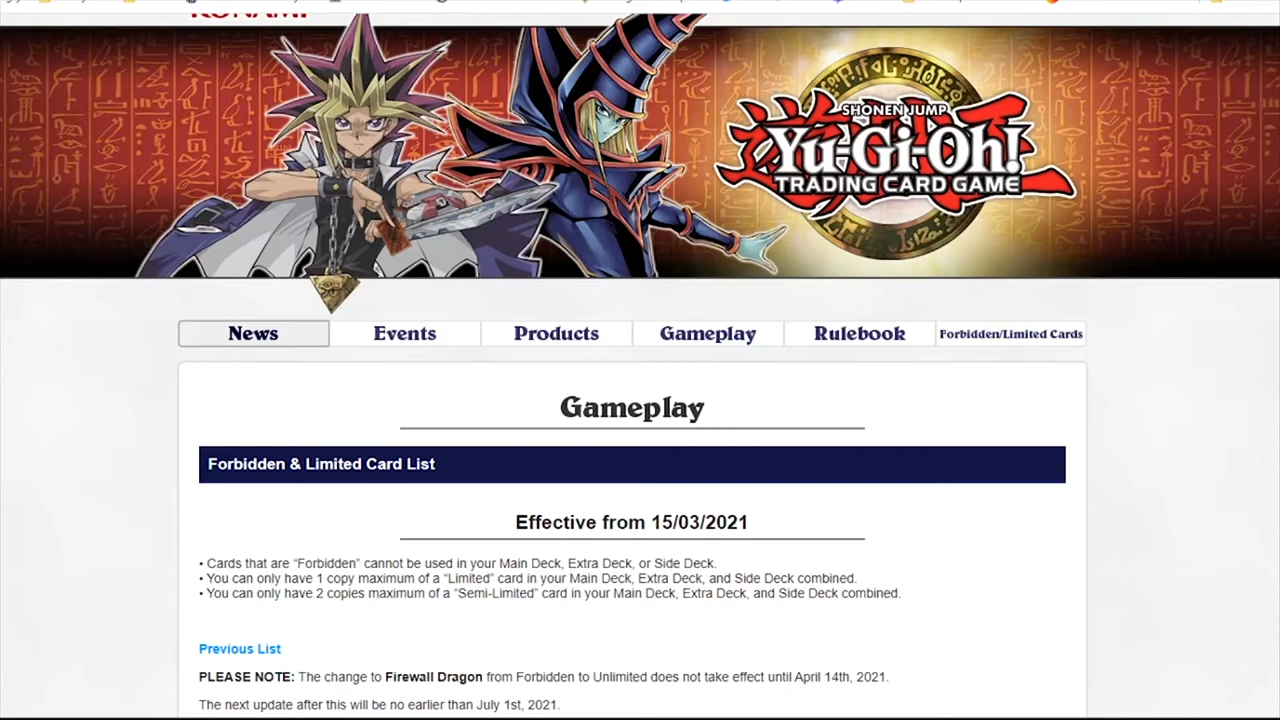 KONAMI
SHONEN JUMP
Yu-Gi-Oh!
TRADING CARD GAME
News
Events
Products
Gameplay
Rulebook
Forbidden/Limited Cards
Gameplay
Forbidden & Limited Card List
Effective from 15/03/2021
• Cards that are “Forbidden” cannot be used in your Main Deck, Extra Deck, or Side Deck.
• You can only have 1 copy maximum of a “Limited” card in your Main Deck, Extra Deck, and Side Deck combined.
• You can only have 2 copies maximum of a “Semi-Limited” card in your Main Deck, Extra Deck, and Side Deck combined.
Previous List
PLEASE NOTE: The change to Firewall Dragon from Forbidden to Unlimited does not take effect until April 14th, 2021.
The next update after this will be no earlier than July 1st, 2021.